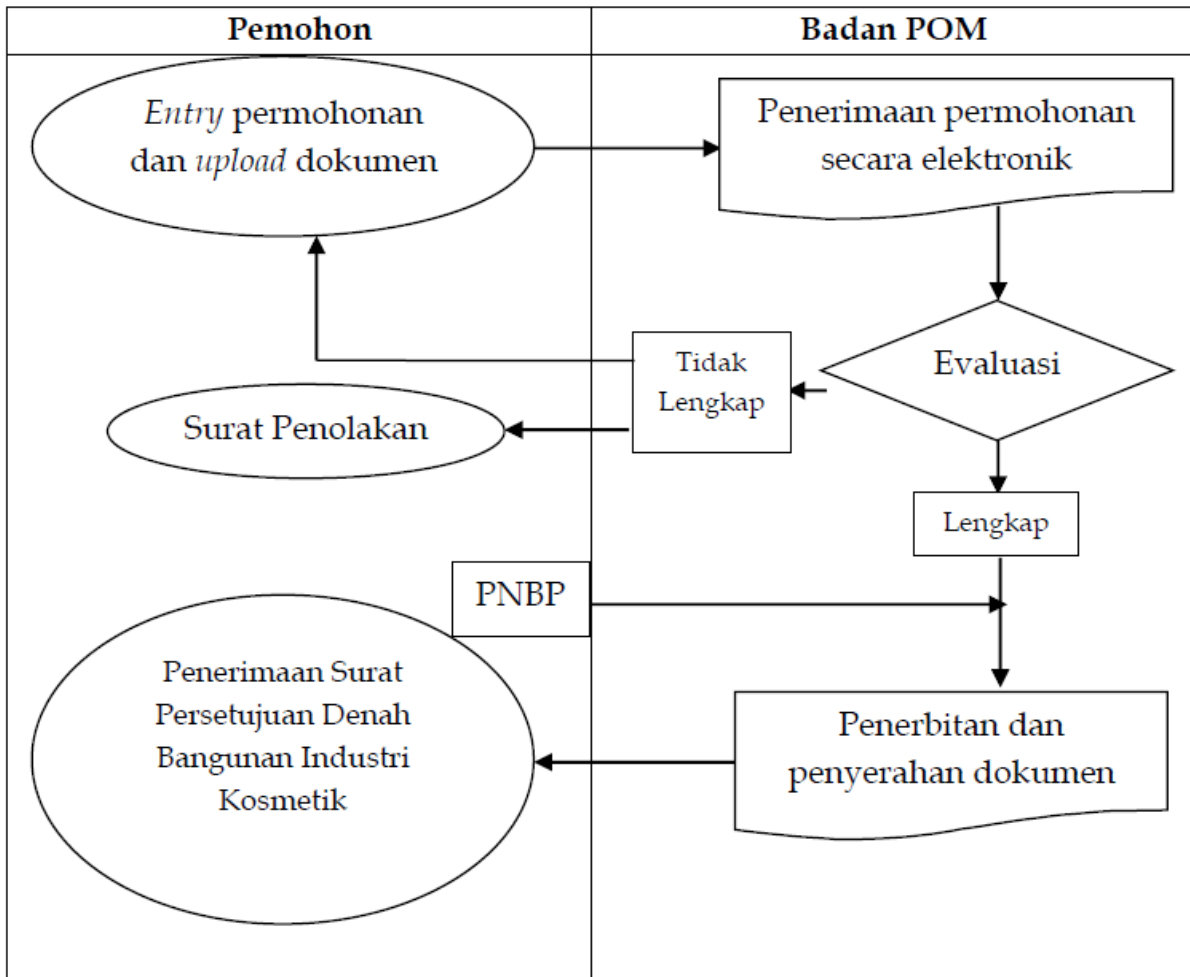 Pemohon
Badan POM
Entry permohonan
dan upload dokumen
Penerimaan permohonan
secara elektronik
Evaluasi
Tidak
Lengkap
Surat Penolakan
Lengkap
PNBP
Penerimaan Surat
Persetujuan Denah
Bangunan Industri
Kosmetik
Penerbitan dan
penyerahan dokumen